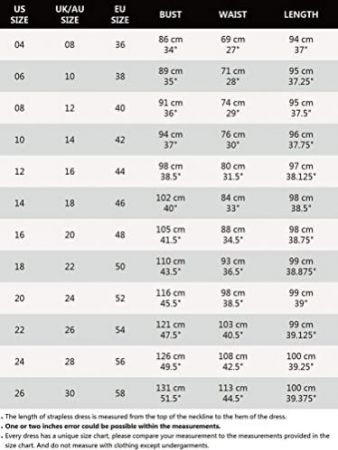 US SIZE UK/AU SIZE EU SIZE BUST WAIST LENGTH
04 08 36 86 cm 34" 69 cm 27" 94 cm 37"
06 10 38 89 cm 35" 71 cm 28" 95 cm 37.25"
08 12 40 91 cm 36" 74 cm 29" 95 cm 37.5"
10 14 42 94 cm 37" 76 cm 30" 96 cm 37.75"
12 16 44 98 cm 38.5" 80 cm 31.5" 97 cm 38.125"
14 18 46 102 cm 40" 84 cm 33" 98 cm 38.5"
16 20 48 105 cm 41.5" 88 cm 34.5" 98 cm 38.75"
18 22 50 110 cm 43.5" 93 cm 36.5" 99 cm 38.875"
20 24 52 116 cm 45.5" 98 cm 38.5" 99 cm 39"
22 26 54 121 cm 47.5" 103 cm 40.5" 99 cm 39.125"
24 28 56 126 cm 49.5" 108 cm 42.5" 100 cm 39.25"
26 30 58 131 cm 51.5" 113 cm 44.5" 100 cm 39.375"
• The length of strapless dress is measured from the top of the neckline to the hem of the dress.
• One or two inches error could be possible within the measurements.
• Every dress has a unique size chart, please compare your measurement to the measurements provided in the
size chart. And do not measure with clothing except undergarments.